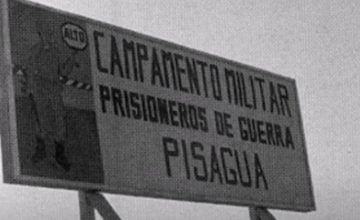 ALTO
CAMPAMENTO MILITAR
PRISIONEROS DE GUERRA
PISAGUA